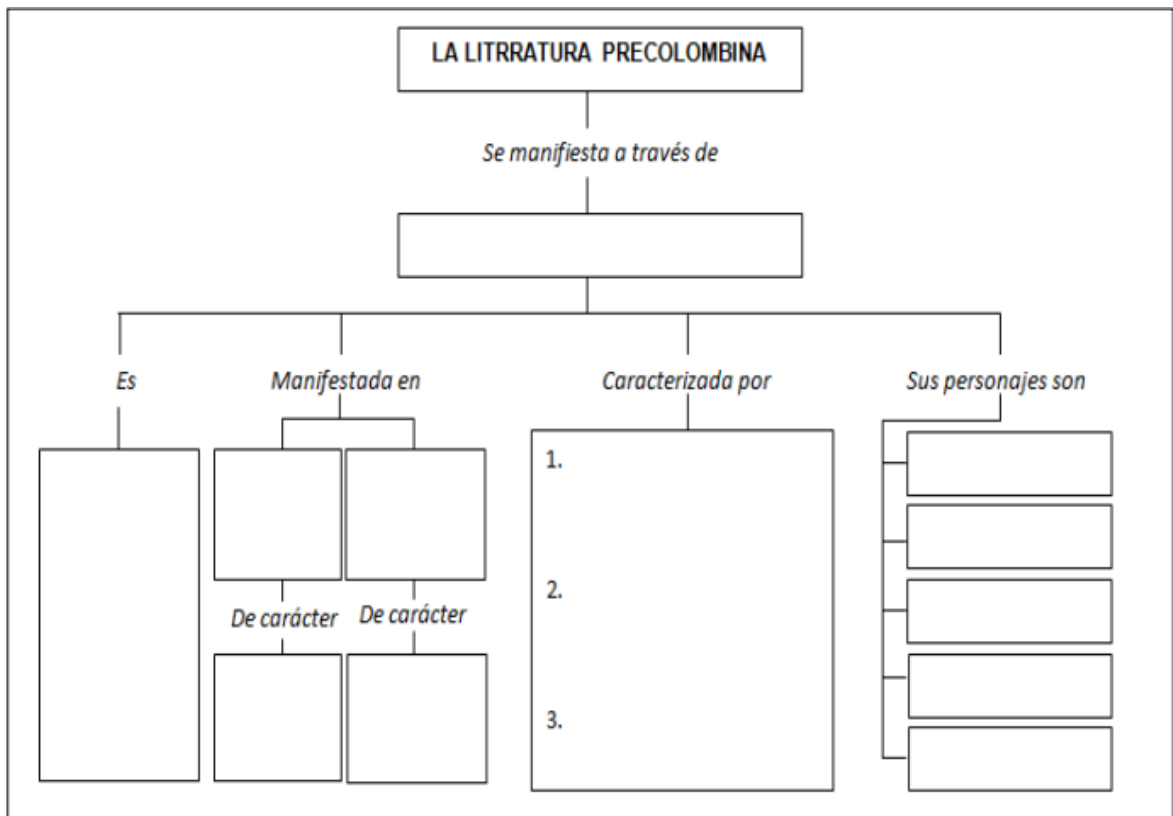 LA LITRRATURA PRECOLOMBINA
Se manifiesta a través de
Es
Manifestada en
Caracterizada por
Sus personajes son
1.
2.
De carácter
De carácter
3.